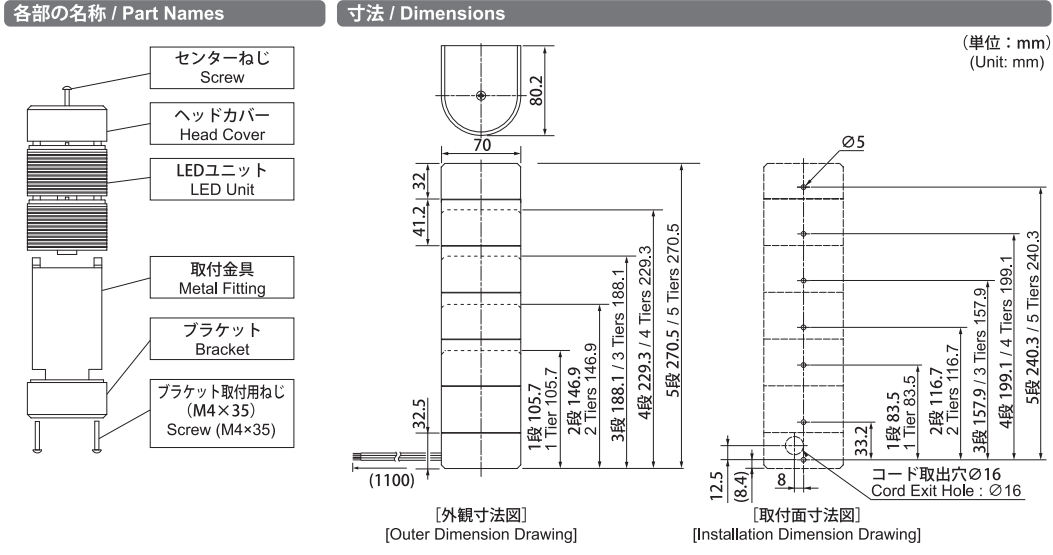 各部の名称 / Part Names
センターねじ
Screw
ヘッドカバー
Head Cover
LEDユニット
LED Unit
取付金具
Metal Fitting
ブラケット
Bracket
ブラケット取付用ねじ
（M4×35）
Screw (M4×35)
寸法 / Dimensions
（単位：mm）
(Unit: mm)
80.2
70
32
41.2
32.5
(1100)
1段 105.7
1 Tier 105.7
2段 146.9
2 Tiers 146.9
3段 188.1 / 3 Tiers 188.1
4段 229.3 / 4 Tiers 229.3
5段 270.5 / 5 Tiers 270.5
［外観寸法図］
[Outer Dimension Drawing]
∅5
12.5
(8.4)
8
33.2
1段 83.5
1 Tier 83.5
2段 116.7
2 Tiers 116.7
3段 157.9 / 3 Tiers 157.9
4段 199.1 / 4 Tiers 199.1
5段 240.3 / 5 Tiers 240.3
コード取出穴∅16
Cord Exit Hole : ∅16
［取付面寸法図］
[Installation Dimension Drawing]